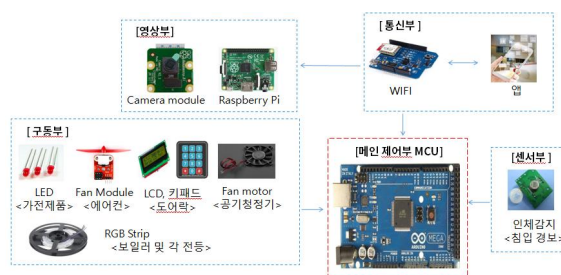 [영상부]
Camera module
Raspberry Pi
[ 통신부 ]
WIFI
앱
[ 구동부 ]
LED
<가전제품>
Fan Module
<에어컨>
LCD, 키패드
<도어락>
Fan motor
<공기청정기>
RGB Strip
<보일러 및 각 전등>
[메인 제어부 MCU]
ARDUINO
MEGA
[센서부]
인체감지
<침입 경보>